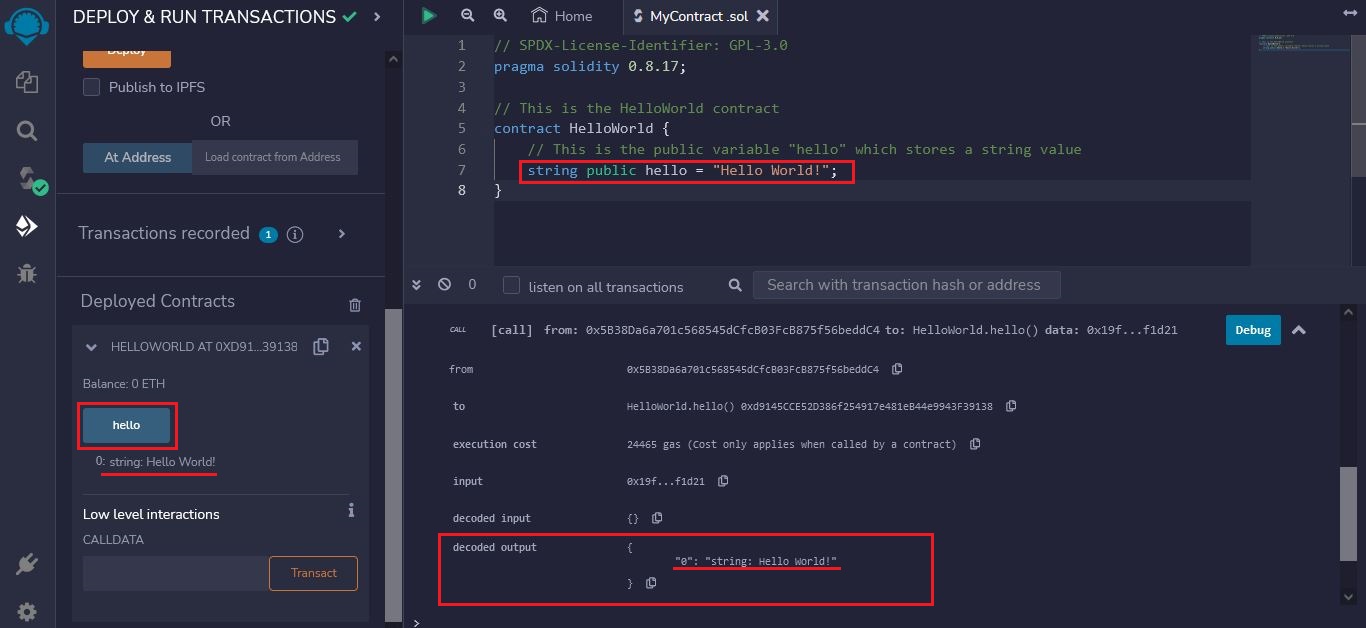 DEPLOY & RUN TRANSACTIONS
Deploy
Publish to IPFS
OR
At Address
Load contract from Address
Transactions recorded 1
Deployed Contracts
HELLOWORLD AT 0XD91...39138
Balance: 0 ETH
hello
0: string: Hello World!
Low level interactions
CALLDATA
Transact
Home
MyContract .sol
1 // SPDX-License-Identifier: GPL-3.0
2 pragma solidity 0.8.17;
3
4 // This is the HelloWorld contract
5 contract HelloWorld {
6 // This is the public variable "hello" which stores a string value
7 string public hello = "Hello World!";
8 }
0 listen on all transactions
Search with transaction hash or address
CALL [call] from: 0x5B38Da6a701c568545dCfcB03FcB875f56beddC4 to: HelloWorld.hello() data: 0x19f...f1d21
Debug
from 0x5B38Da6a701c568545dCfcB03FcB875f56beddC4
to HelloWorld.hello() 0xd9145CCE52D386f254917e481eB44e9943F39138
execution cost 24465 gas (Cost only applies when called by a contract)
input 0x19f...f1d21
decoded input {}
decoded output {
"0": "string: Hello World!"
}
>